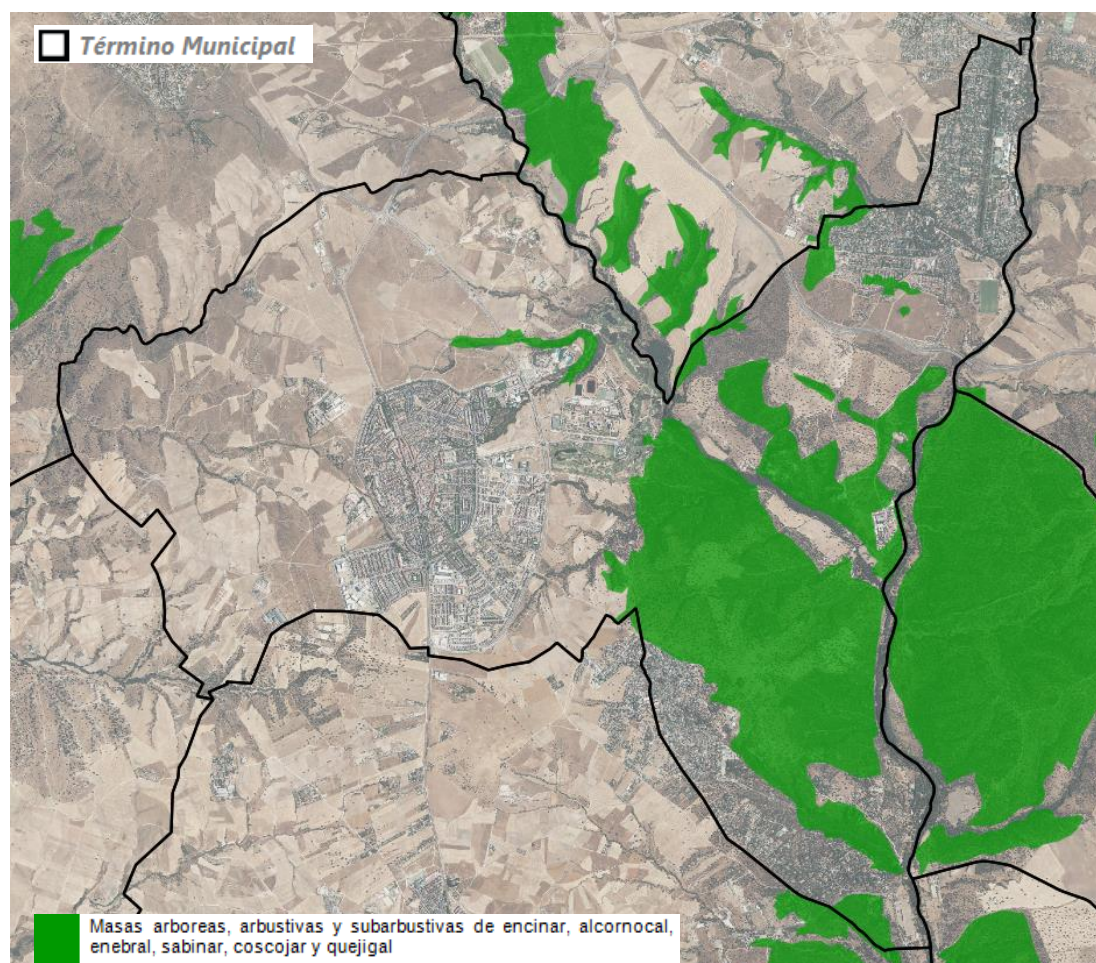 Término Municipal
Masas arboreas, arbustivas y subarbustivas de encinar, alcornocal,
enebral, sabinar, coscojar y quejigal